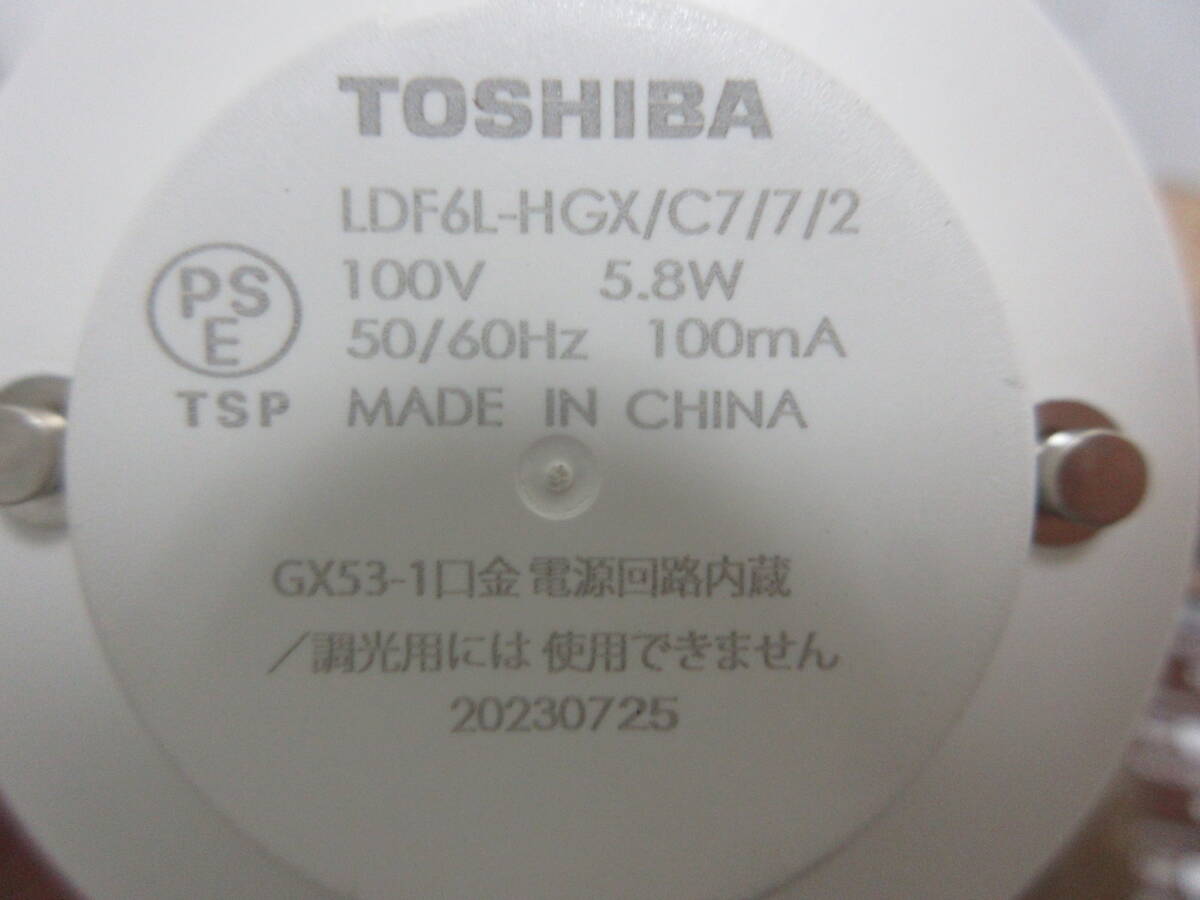 TOSHIBA
LDF6L-HGX/C7/7/2
100V 5.8W
50/60Hz 100mA
PS
E
TSP
MADE IN CHINA
GX53-1口金 電源回路内蔵
／調光用には 使用できません
20230725